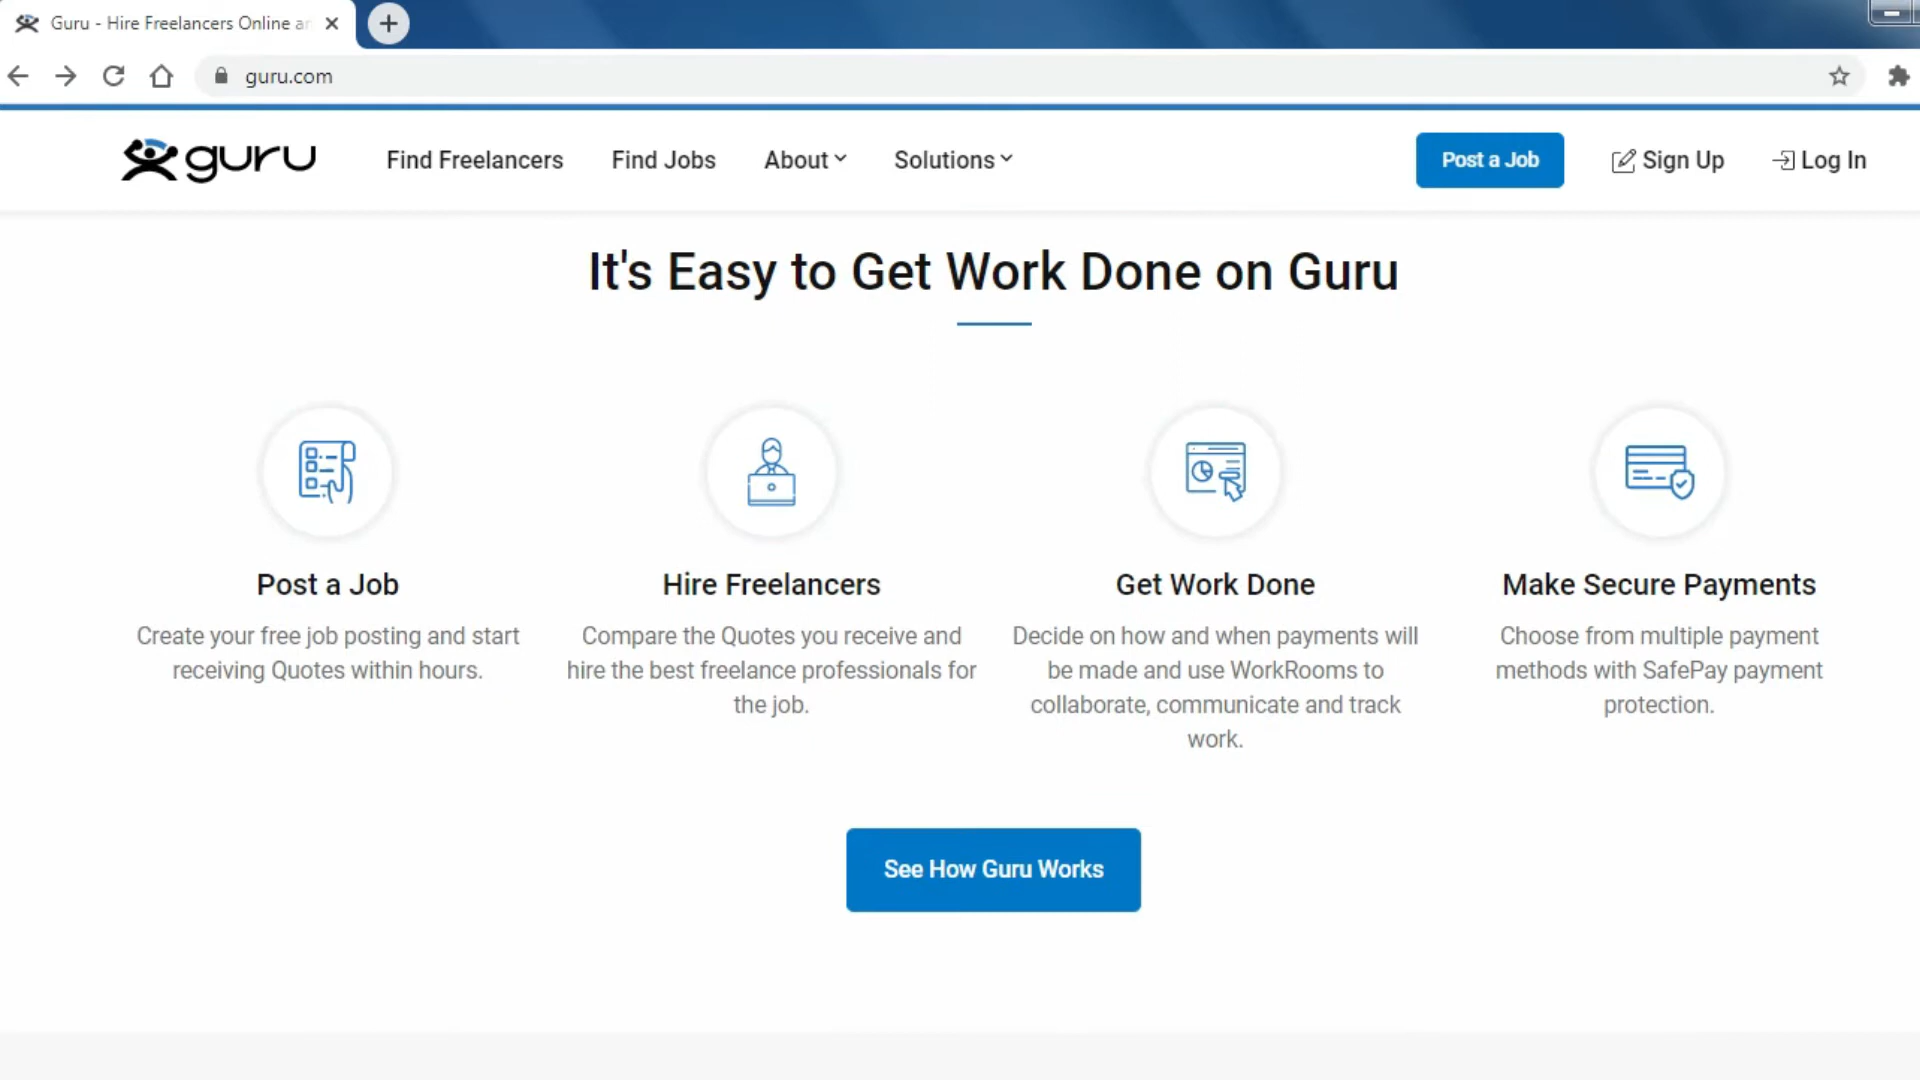 Guru - Hire Freelancers Online
guru.com
guru
Find Freelancers
Find Jobs
About
Solutions
Post a Job
Sign Up
Log In
It's Easy to Get Work Done on Guru
Post a Job
Create your free job posting and start
receiving Quotes within hours.
Hire Freelancers
Compare the Quotes you receive and
hire the best freelance professionals for
the job.
Get Work Done
Decide on how and when payments will
be made and use WorkRooms to
collaborate, communicate and track
work.
Make Secure Payments
Choose from multiple payment
methods with SafePay payment
protection.
See How Guru Works